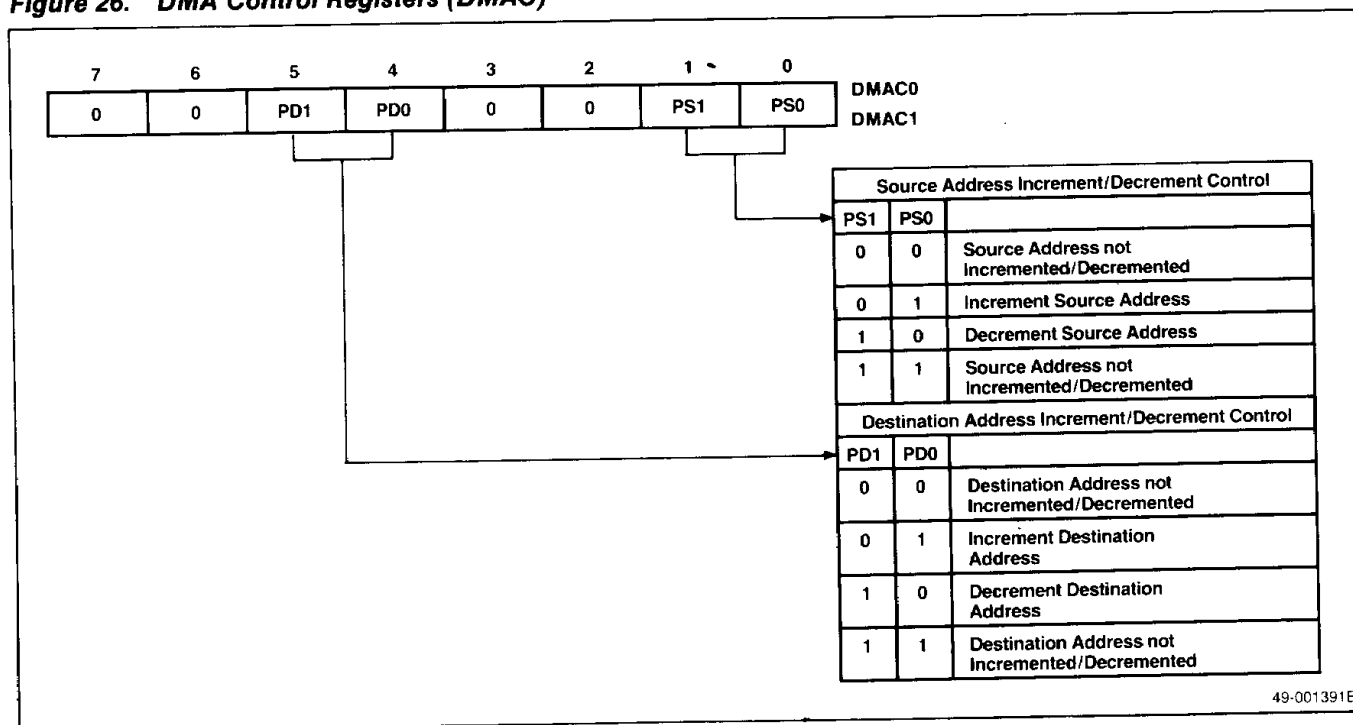 Figure 26. DMA Control Registers (DMAC)
7 6 5 4 3 2 1 0
0 0 PD1 PD0 0 0 PS1 PS0
DMAC0
DMAC1
Source Address Increment/Decrement Control
PS1 PS0
0 0 Source Address not
Incremented/Decremented
0 1 Increment Source Address
1 0 Decrement Source Address
1 1 Source Address not
Incremented/Decremented
Destination Address Increment/Decrement Control
PD1 PD0
0 0 Destination Address not
Incremented/Decremented
0 1 Increment Destination
Address
1 0 Decrement Destination
Address
1 1 Destination Address not
Incremented/Decremented
49-001391B